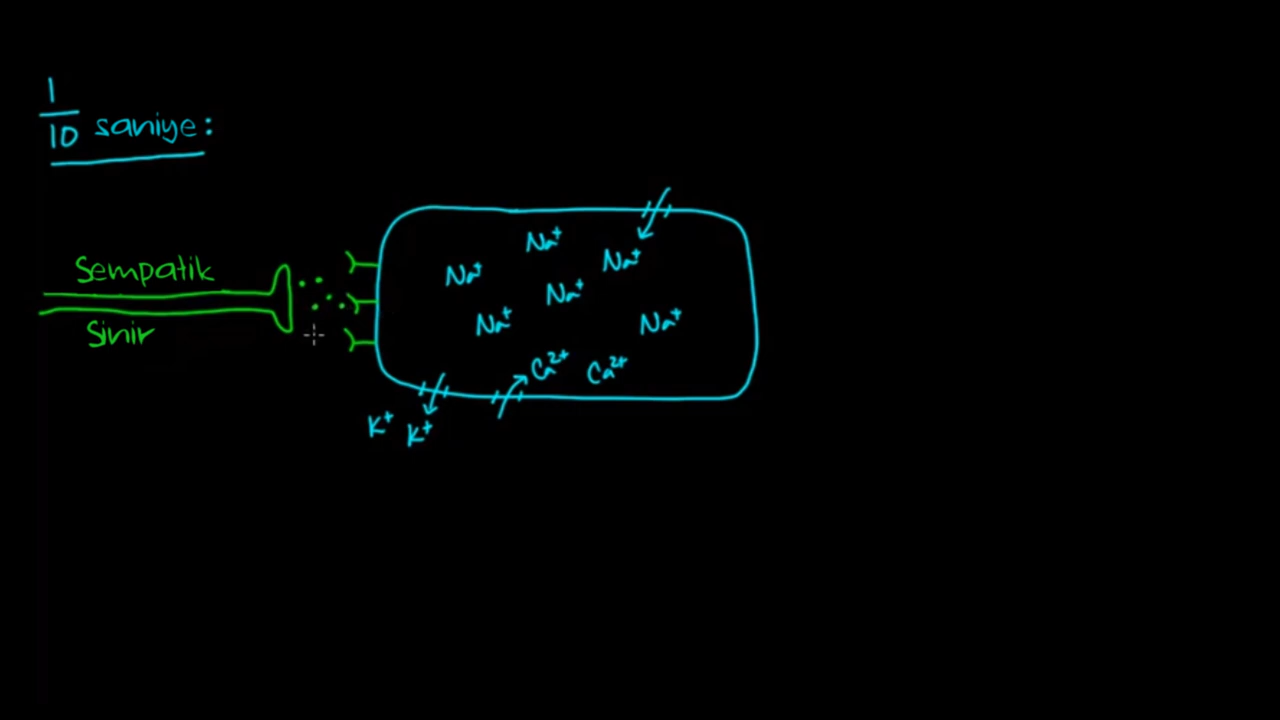 1
10 saniye:
Sempatik
Sinir
Na⁺
Na⁺
Na⁺
Na⁺
Na⁺
Na⁺
Ca²⁺
Ca²⁺
K⁺
K⁺